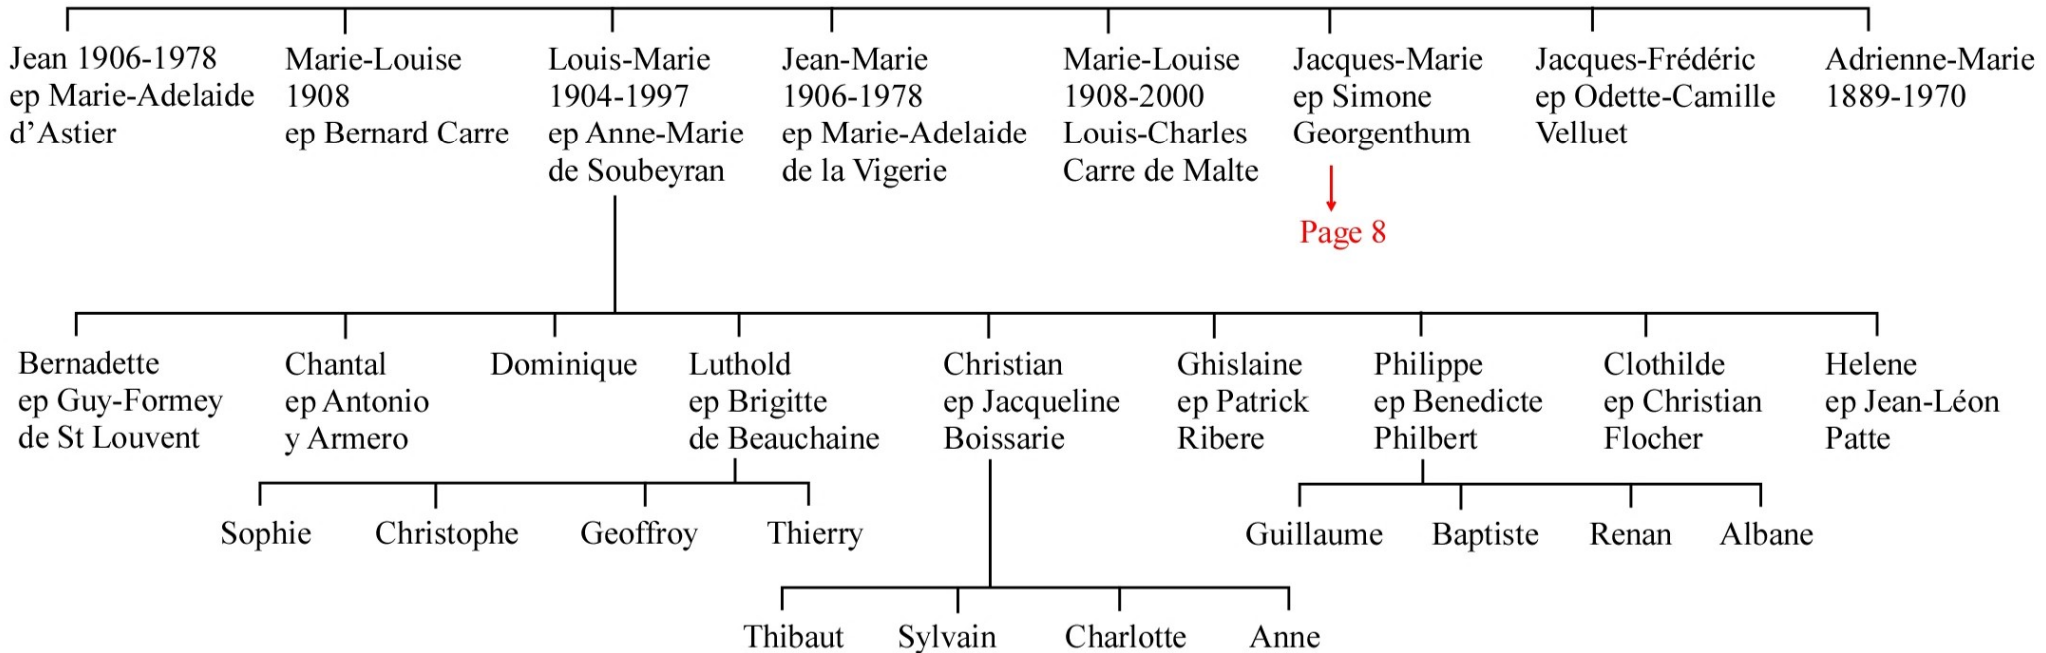 Jean 1906-1978
ep Marie-Adelaide
d’Astier
Marie-Louise
1908
ep Bernard Carre
Louis-Marie
1904-1997
ep Anne-Marie
de Soubeyran
Jean-Marie
1906-1978
ep Marie-Adelaide
de la Vigerie
Marie-Louise
1908-2000
Louis-Charles
Carre de Malte
Jacques-Marie
ep Simone
Georgenthum
Page 8
Jacques-Frédéric
ep Odette-Camille
Velluet
Adrienne-Marie
1889-1970
Bernadette
ep Guy-Formey
de St Louvent
Chantal
ep Antonio
y Armero
Dominique
Luthold
ep Brigitte
de Beauchaine
Christian
ep Jacqueline
Boissarie
Ghislaine
ep Patrick
Ribere
Philippe
ep Benedicte
Philbert
Clothilde
ep Christian
Flocher
Helene
ep Jean-Léon
Patte
Sophie
Christophe
Geoffroy
Thierry
Guillaume
Baptiste
Renan
Albane
Thibaut
Sylvain
Charlotte
Anne